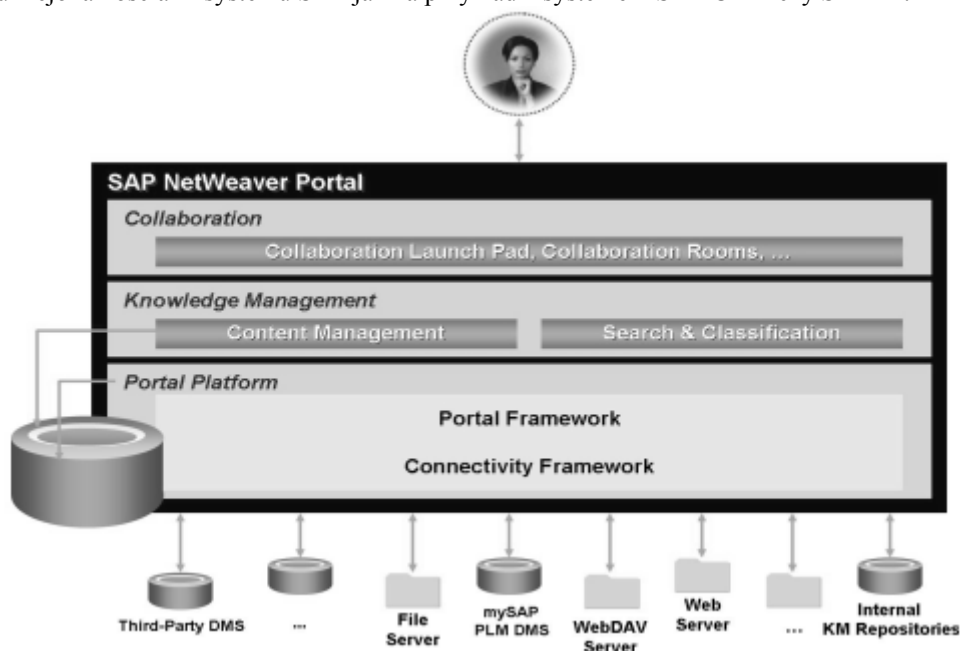 SAP NetWeaver Portal
Collaboration
Collaboration Launch Pad, Collaboration Rooms, ...
Knowledge Management
Content Management
Search & Classification
Portal Platform
Portal Framework
Connectivity Framework
Third-Party DMS
...
File
Server
mySAP
PLM DMS
WebDAV
Server
Web
Server
...
Internal
KM Repositories